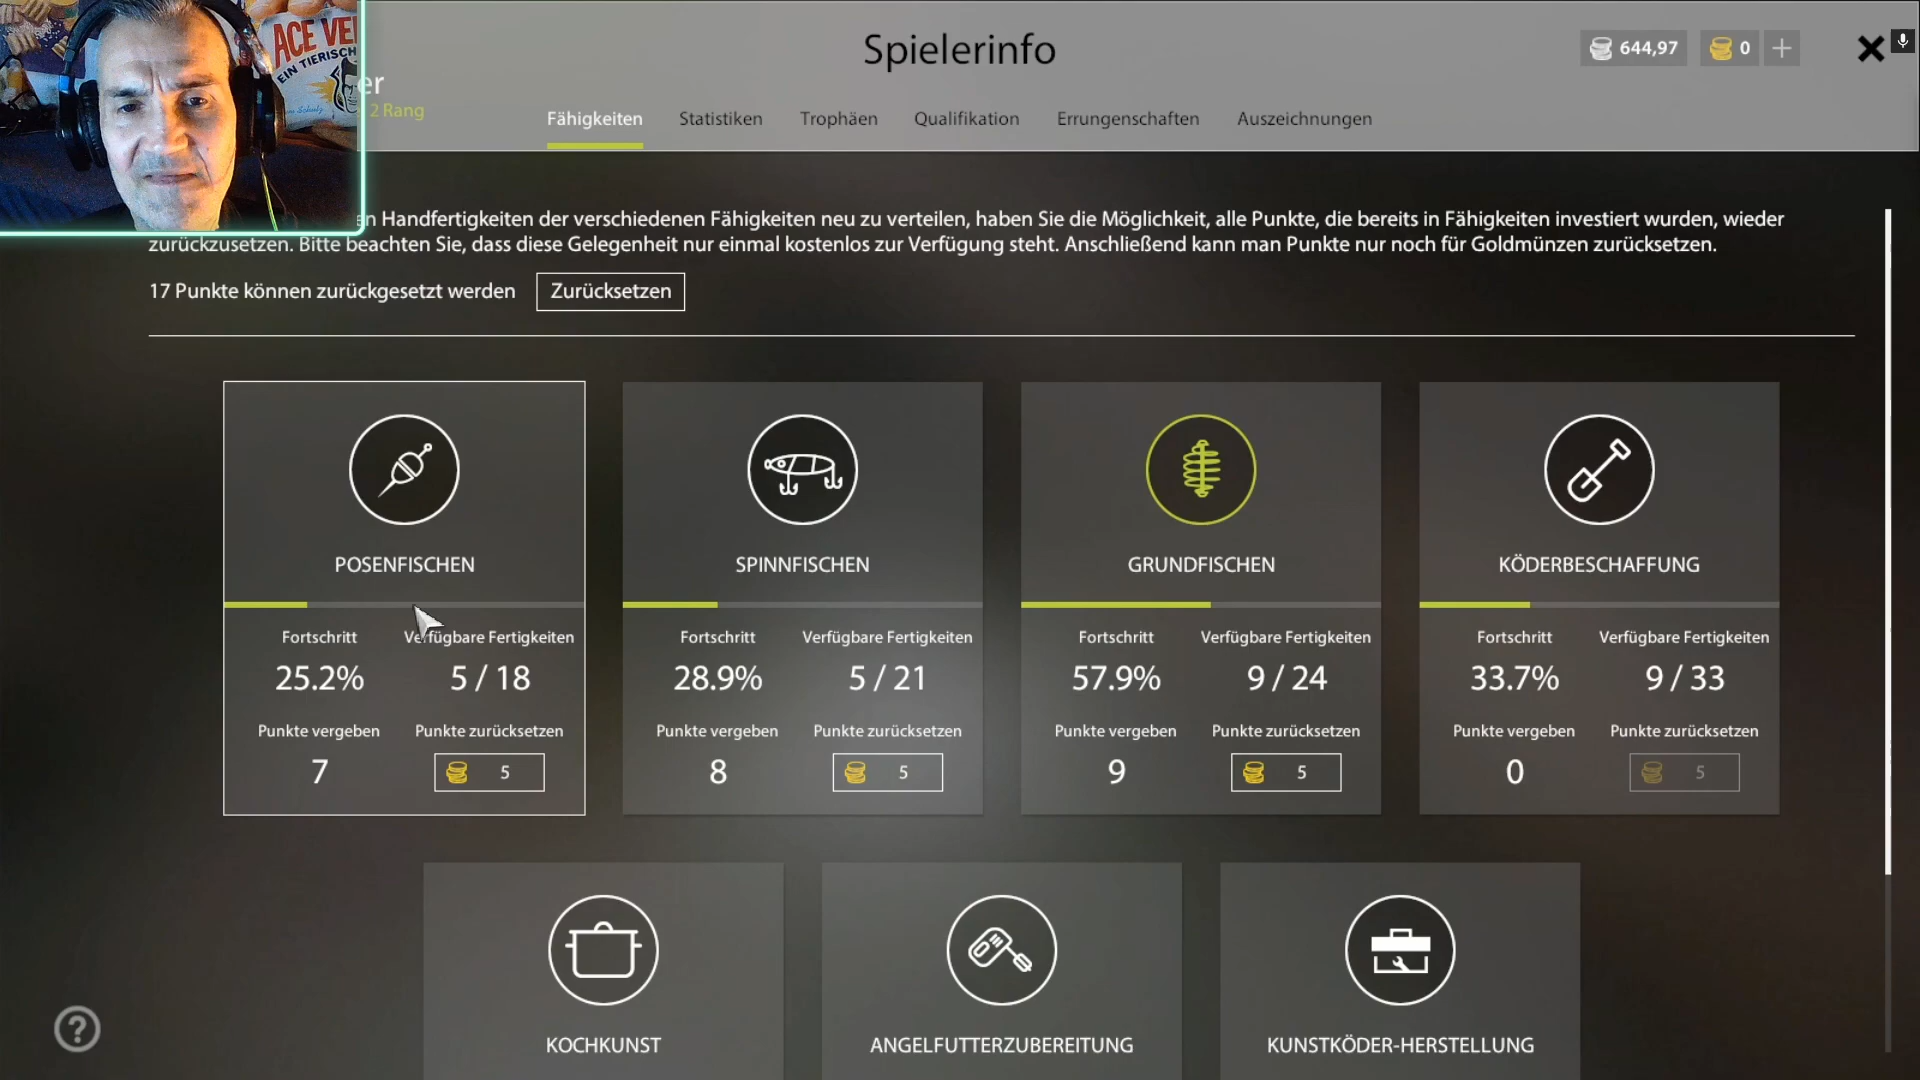 Spielerinfo
644,97
0
ACE VE
EIN TIERISCH
er
2 Rang
Fähigkeiten
Statistiken
Trophäen
Qualifikation
Errungenschaften
Auszeichnungen
n Handfertigkeiten der verschiedenen Fähigkeiten neu zu verteilen, haben Sie die Möglichkeit, alle Punkte, die bereits in Fähigkeiten investiert wurden, wieder
zurückzusetzen. Bitte beachten Sie, dass diese Gelegenheit nur einmal kostenlos zur Verfügung steht. Anschließend kann man Punkte nur noch für Goldmünzen zurücksetzen.
17 Punkte können zurückgesetzt werden
Zurücksetzen
POSENFISCHEN
Fortschritt
Verfügbare Fertigkeiten
25.2%
5 / 18
Punkte vergeben
Punkte zurücksetzen
7
5
SPINNFISCHEN
Fortschritt
Verfügbare Fertigkeiten
28.9%
5 / 21
Punkte vergeben
Punkte zurücksetzen
8
5
GRUNDFISCHEN
Fortschritt
Verfügbare Fertigkeiten
57.9%
9 / 24
Punkte vergeben
Punkte zurücksetzen
9
5
KÖDERBESCHAFFUNG
Fortschritt
Verfügbare Fertigkeiten
33.7%
9 / 33
Punkte vergeben
Punkte zurücksetzen
0
5
KOCHKUNST
ANGELFUTTERZUBEREITUNG
KUNSTKÖDER-HERSTELLUNG
?